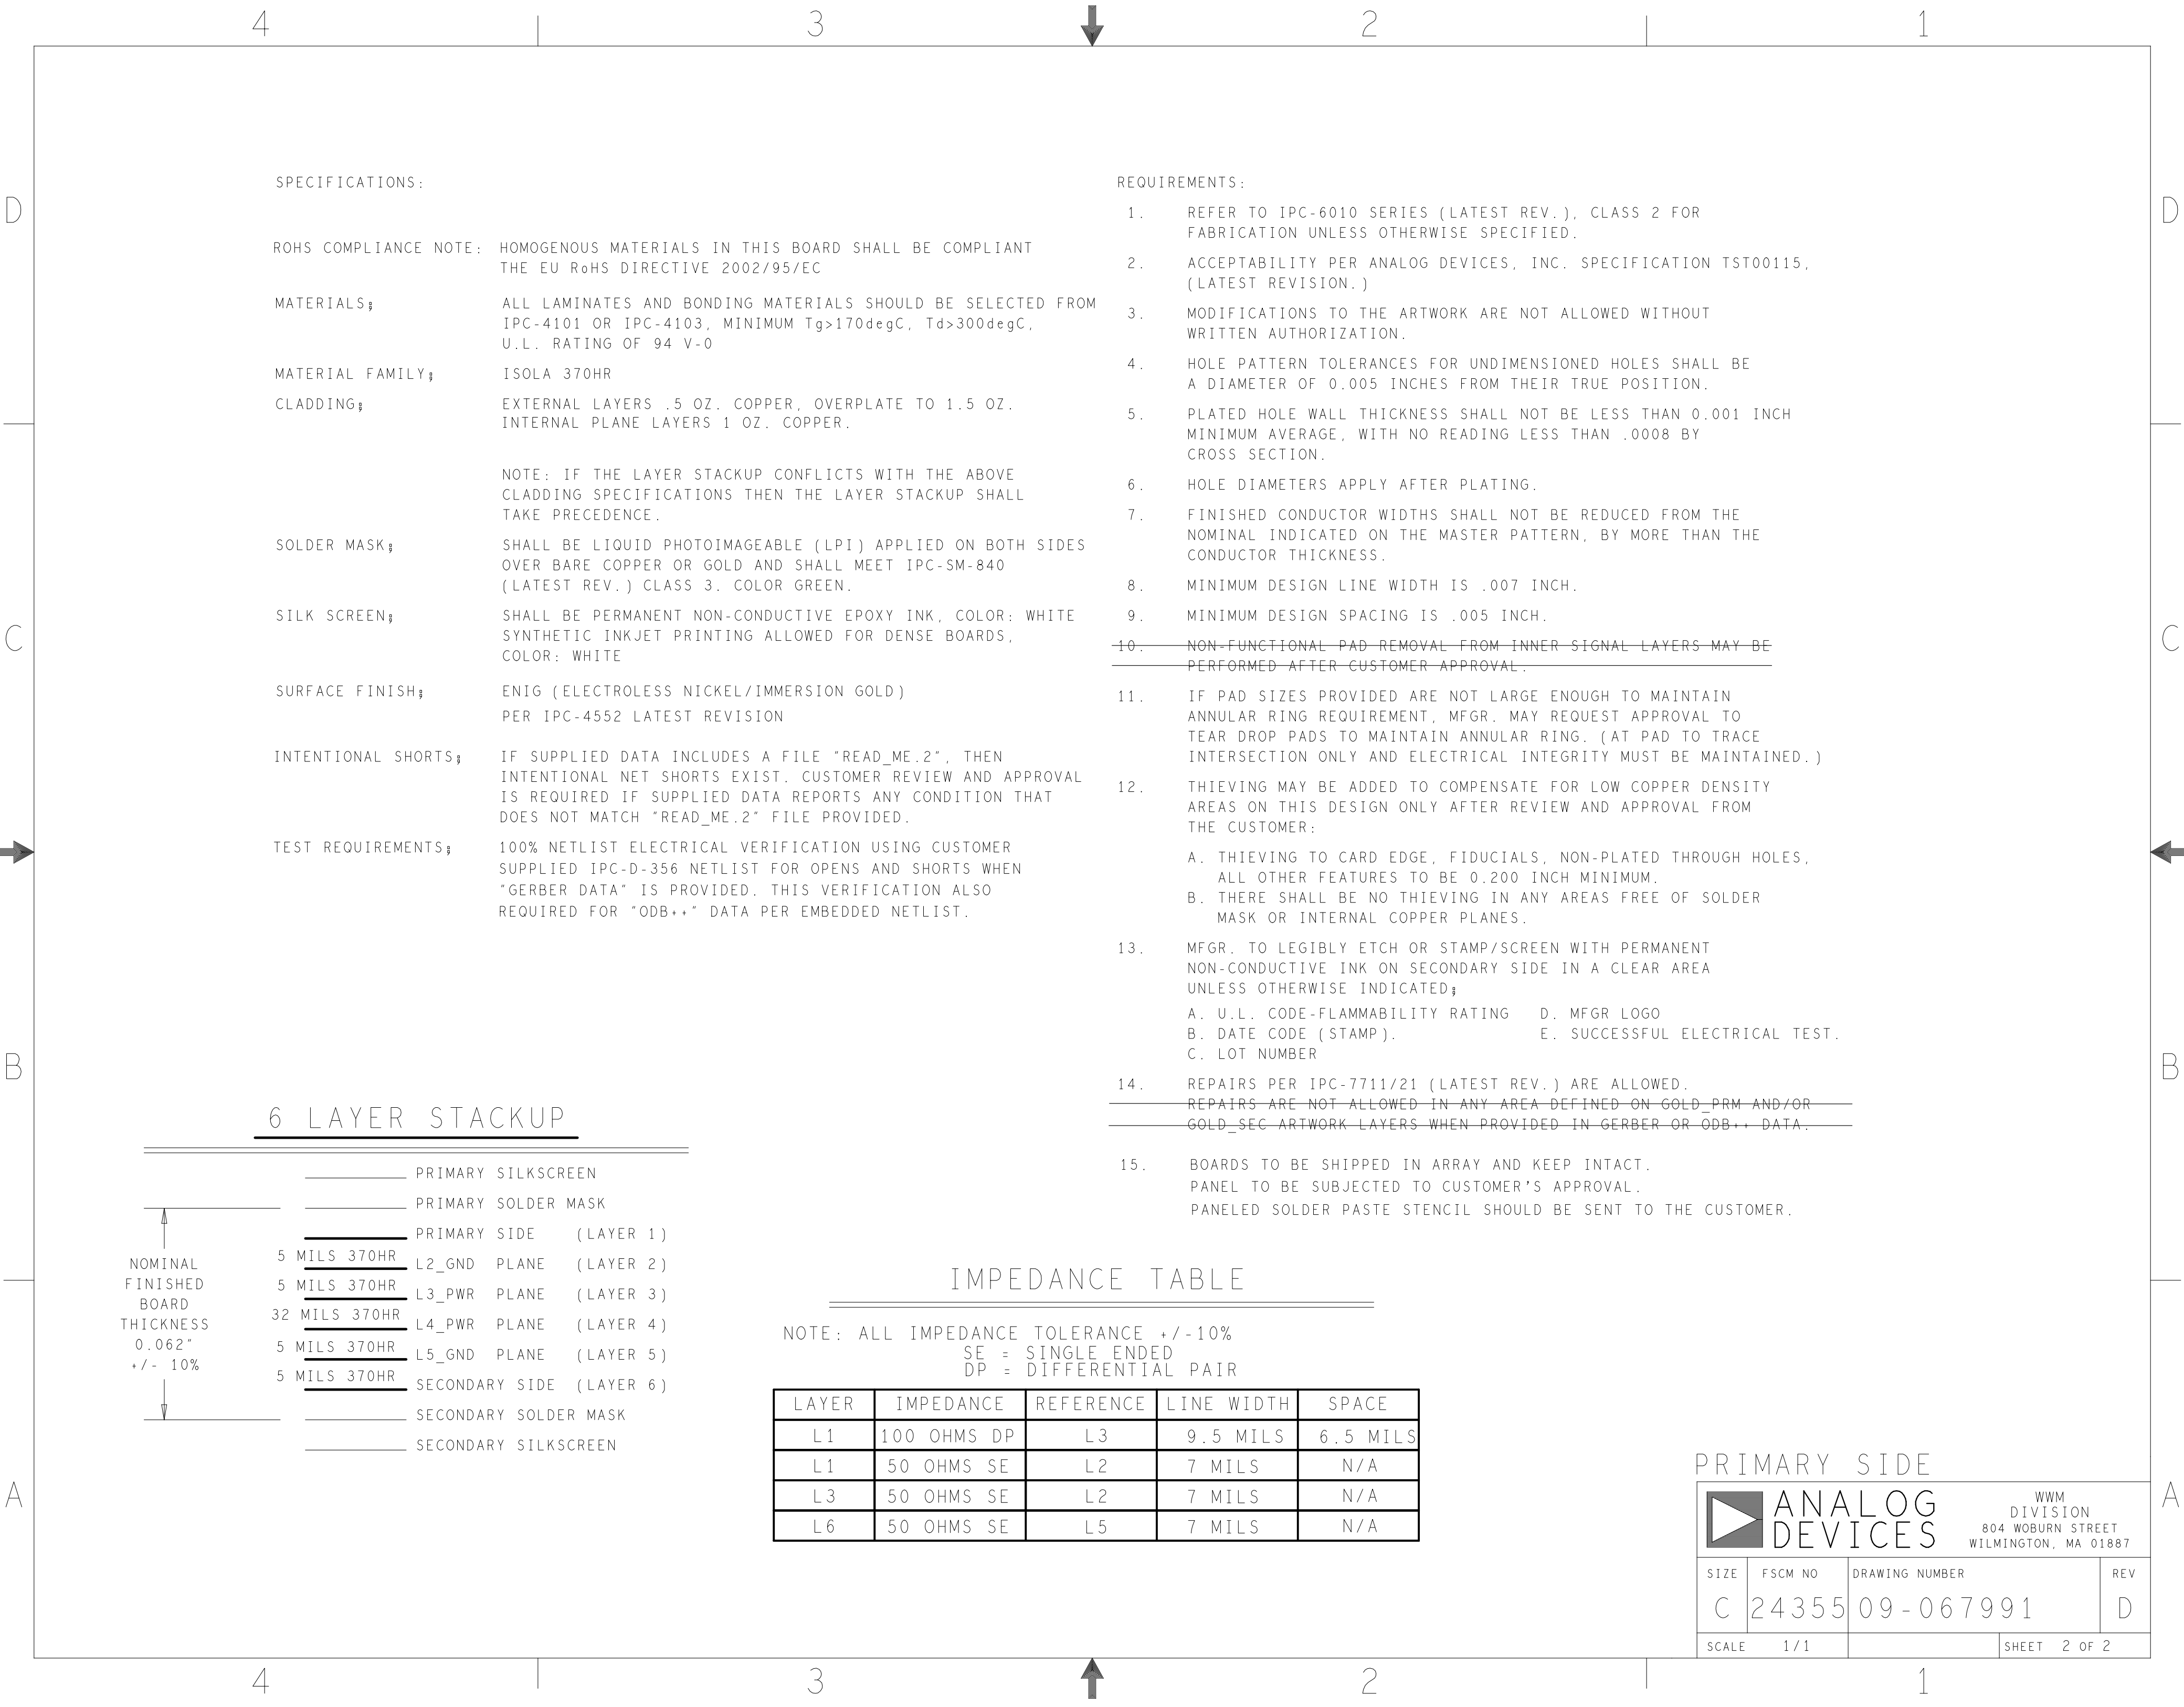 4 3 2 1
D D
C C
B B
A A
SPECIFICATIONS:
ROHS COMPLIANCE NOTE: HOMOGENOUS MATERIALS IN THIS BOARD SHALL BE COMPLIANT
THE EU RoHS DIRECTIVE 2002/95/EC
MATERIALS; ALL LAMINATES AND BONDING MATERIALS SHOULD BE SELECTED FROM
IPC-4101 OR IPC-4103, MINIMUM Tg>170degC, Td>300degC,
U.L. RATING OF 94 V-0
MATERIAL FAMILY; ISOLA 370HR
CLADDING; EXTERNAL LAYERS .5 OZ. COPPER, OVERPLATE TO 1.5 OZ.
INTERNAL PLANE LAYERS 1 OZ. COPPER.
NOTE: IF THE LAYER STACKUP CONFLICTS WITH THE ABOVE
CLADDING SPECIFICATIONS THEN THE LAYER STACKUP SHALL
TAKE PRECEDENCE.
SOLDER MASK; SHALL BE LIQUID PHOTOIMAGEABLE (LPI) APPLIED ON BOTH SIDES
OVER BARE COPPER OR GOLD AND SHALL MEET IPC-SM-840
(LATEST REV.) CLASS 3. COLOR GREEN.
SILK SCREEN; SHALL BE PERMANENT NON-CONDUCTIVE EPOXY INK, COLOR: WHITE
SYNTHETIC INKJET PRINTING ALLOWED FOR DENSE BOARDS,
COLOR: WHITE
SURFACE FINISH; ENIG (ELECTROLESS NICKEL/IMMERSION GOLD)
PER IPC-4552 LATEST REVISION
INTENTIONAL SHORTS; IF SUPPLIED DATA INCLUDES A FILE "READ_ME.2", THEN
INTENTIONAL NET SHORTS EXIST. CUSTOMER REVIEW AND APPROVAL
IS REQUIRED IF SUPPLIED DATA REPORTS ANY CONDITION THAT
DOES NOT MATCH "READ_ME.2" FILE PROVIDED.
TEST REQUIREMENTS; 100% NETLIST ELECTRICAL VERIFICATION USING CUSTOMER
SUPPLIED IPC-D-356 NETLIST FOR OPENS AND SHORTS WHEN
"GERBER DATA" IS PROVIDED. THIS VERIFICATION ALSO
REQUIRED FOR "ODB++" DATA PER EMBEDDED NETLIST.
REQUIREMENTS:
1. REFER TO IPC-6010 SERIES (LATEST REV.), CLASS 2 FOR
FABRICATION UNLESS OTHERWISE SPECIFIED.
2. ACCEPTABILITY PER ANALOG DEVICES, INC. SPECIFICATION TST00115,
(LATEST REVISION.)
3. MODIFICATIONS TO THE ARTWORK ARE NOT ALLOWED WITHOUT
WRITTEN AUTHORIZATION.
4. HOLE PATTERN TOLERANCES FOR UNDIMENSIONED HOLES SHALL BE
A DIAMETER OF 0.005 INCHES FROM THEIR TRUE POSITION.
5. PLATED HOLE WALL THICKNESS SHALL NOT BE LESS THAN 0.001 INCH
MINIMUM AVERAGE, WITH NO READING LESS THAN .0008 BY
CROSS SECTION.
6. HOLE DIAMETERS APPLY AFTER PLATING.
7. FINISHED CONDUCTOR WIDTHS SHALL NOT BE REDUCED FROM THE
NOMINAL INDICATED ON THE MASTER PATTERN, BY MORE THAN THE
CONDUCTOR THICKNESS.
8. MINIMUM DESIGN LINE WIDTH IS .007 INCH.
9. MINIMUM DESIGN SPACING IS .005 INCH.
10. NON-FUNCTIONAL PAD REMOVAL FROM INNER SIGNAL LAYERS MAY BE
PERFORMED AFTER CUSTOMER APPROVAL.
11. IF PAD SIZES PROVIDED ARE NOT LARGE ENOUGH TO MAINTAIN
ANNULAR RING REQUIREMENT, MFGR. MAY REQUEST APPROVAL TO
TEAR DROP PADS TO MAINTAIN ANNULAR RING. (AT PAD TO TRACE
INTERSECTION ONLY AND ELECTRICAL INTEGRITY MUST BE MAINTAINED.)
12. THIEVING MAY BE ADDED TO COMPENSATE FOR LOW COPPER DENSITY
AREAS ON THIS DESIGN ONLY AFTER REVIEW AND APPROVAL FROM
THE CUSTOMER:
A. THIEVING TO CARD EDGE, FIDUCIALS, NON-PLATED THROUGH HOLES,
ALL OTHER FEATURES TO BE 0.200 INCH MINIMUM.
B. THERE SHALL BE NO THIEVING IN ANY AREAS FREE OF SOLDER
MASK OR INTERNAL COPPER PLANES.
13. MFGR. TO LEGIBLY ETCH OR STAMP/SCREEN WITH PERMANENT
NON-CONDUCTIVE INK ON SECONDARY SIDE IN A CLEAR AREA
UNLESS OTHERWISE INDICATED;
A. U.L. CODE-FLAMMABILITY RATING D. MFGR LOGO
B. DATE CODE (STAMP). E. SUCCESSFUL ELECTRICAL TEST.
C. LOT NUMBER
14. REPAIRS PER IPC-7711/21 (LATEST REV.) ARE ALLOWED.
REPAIRS ARE NOT ALLOWED IN ANY AREA DEFINED ON GOLD_PRM AND/OR
GOLD_SEC ARTWORK LAYERS WHEN PROVIDED IN GERBER OR ODB++ DATA.
15. BOARDS TO BE SHIPPED IN ARRAY AND KEEP INTACT.
PANEL TO BE SUBJECTED TO CUSTOMER'S APPROVAL.
PANELED SOLDER PASTE STENCIL SHOULD BE SENT TO THE CUSTOMER.
6 LAYER STACKUP
PRIMARY SILKSCREEN
PRIMARY SOLDER MASK
PRIMARY SIDE (LAYER 1)
5 MILS 370HR
L2_GND PLANE (LAYER 2)
5 MILS 370HR
L3_PWR PLANE (LAYER 3)
32 MILS 370HR
L4_PWR PLANE (LAYER 4)
5 MILS 370HR
L5_GND PLANE (LAYER 5)
5 MILS 370HR
SECONDARY SIDE (LAYER 6)
SECONDARY SOLDER MASK
SECONDARY SILKSCREEN
NOMINAL
FINISHED
BOARD
THICKNESS
0.062"
+/- 10%
IMPEDANCE TABLE
NOTE: ALL IMPEDANCE TOLERANCE +/-10%
SE = SINGLE ENDED
DP = DIFFERENTIAL PAIR
LAYER IMPEDANCE REFERENCE LINE WIDTH SPACE
L1 100 OHMS DP L3 9.5 MILS 6.5 MILS
L1 50 OHMS SE L2 7 MILS N/A
L3 50 OHMS SE L2 7 MILS N/A
L6 50 OHMS SE L5 7 MILS N/A
PRIMARY SIDE
ANALOG
DEVICES
WWM
DIVISION
804 WOBURN STREET
WILMINGTON, MA 01887
SIZE FSCM NO DRAWING NUMBER REV
C 24355 09-067991 D
SCALE 1/1 SHEET 2 OF 2
4 3 2 1